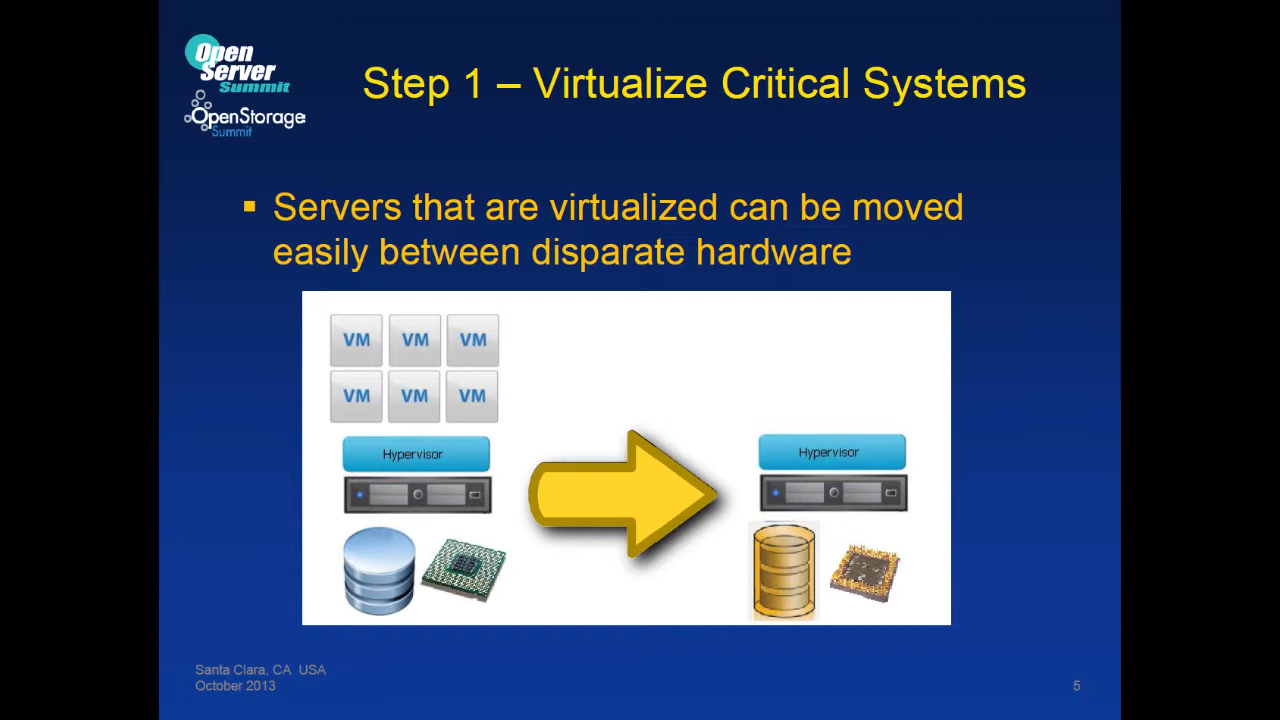 Open
Server
Summit
OpenStorage
Summit
Step 1 – Virtualize Critical Systems
▪ Servers that are virtualized can be moved
easily between disparate hardware
VM VM VM
VM VM VM
Hypervisor
Hypervisor
Santa Clara, CA  USA
October 2013
5